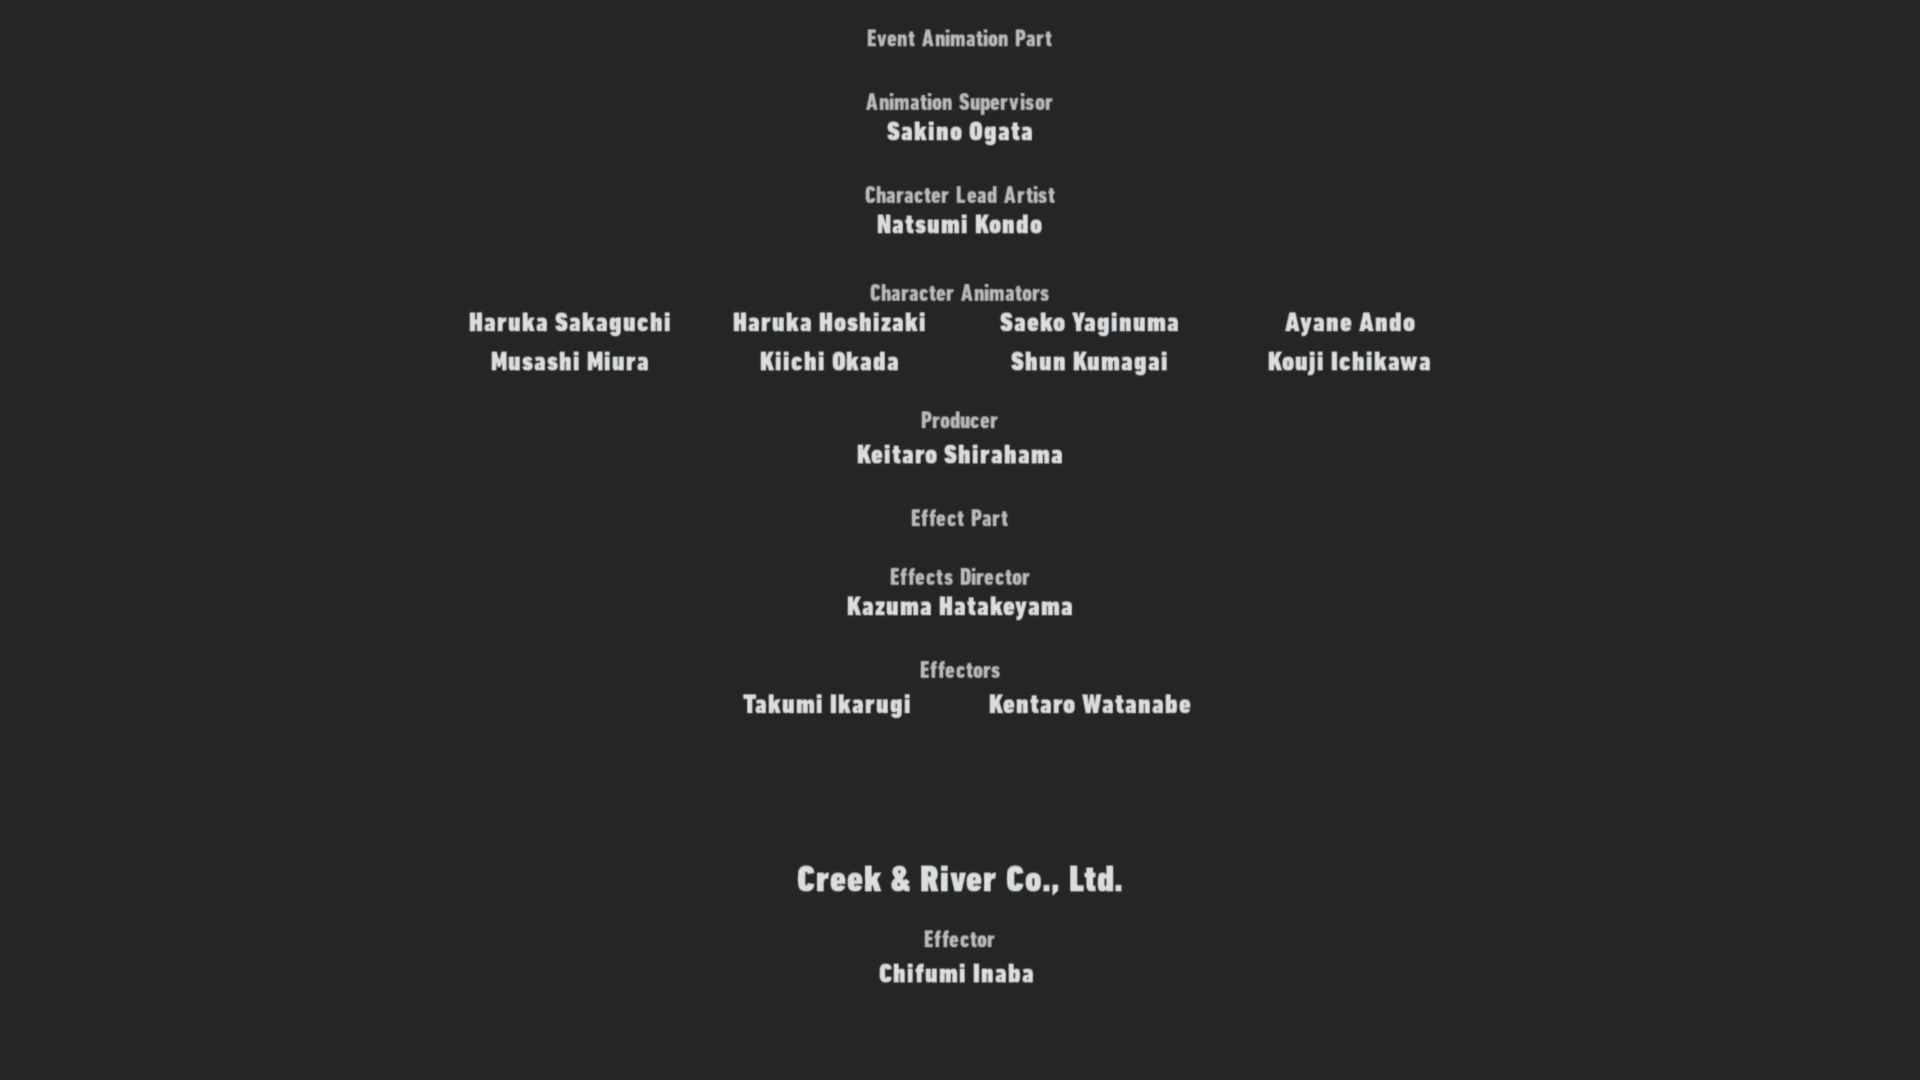 Event Animation Part
Animation Supervisor
Sakino Ogata
Character Lead Artist
Natsumi Kondo
Character Animators
Haruka Sakaguchi Haruka Hoshizaki Saeko Yaginuma Ayane Ando
Musashi Miura Kiichi Okada Shun Kumagai Kouji Ichikawa
Producer
Keitaro Shirahama
Effect Part
Effects Director
Kazuma Hatakeyama
Effectors
Takumi Ikarugi Kentaro Watanabe
Creek & River Co., Ltd.
Effector
Chifumi Inaba